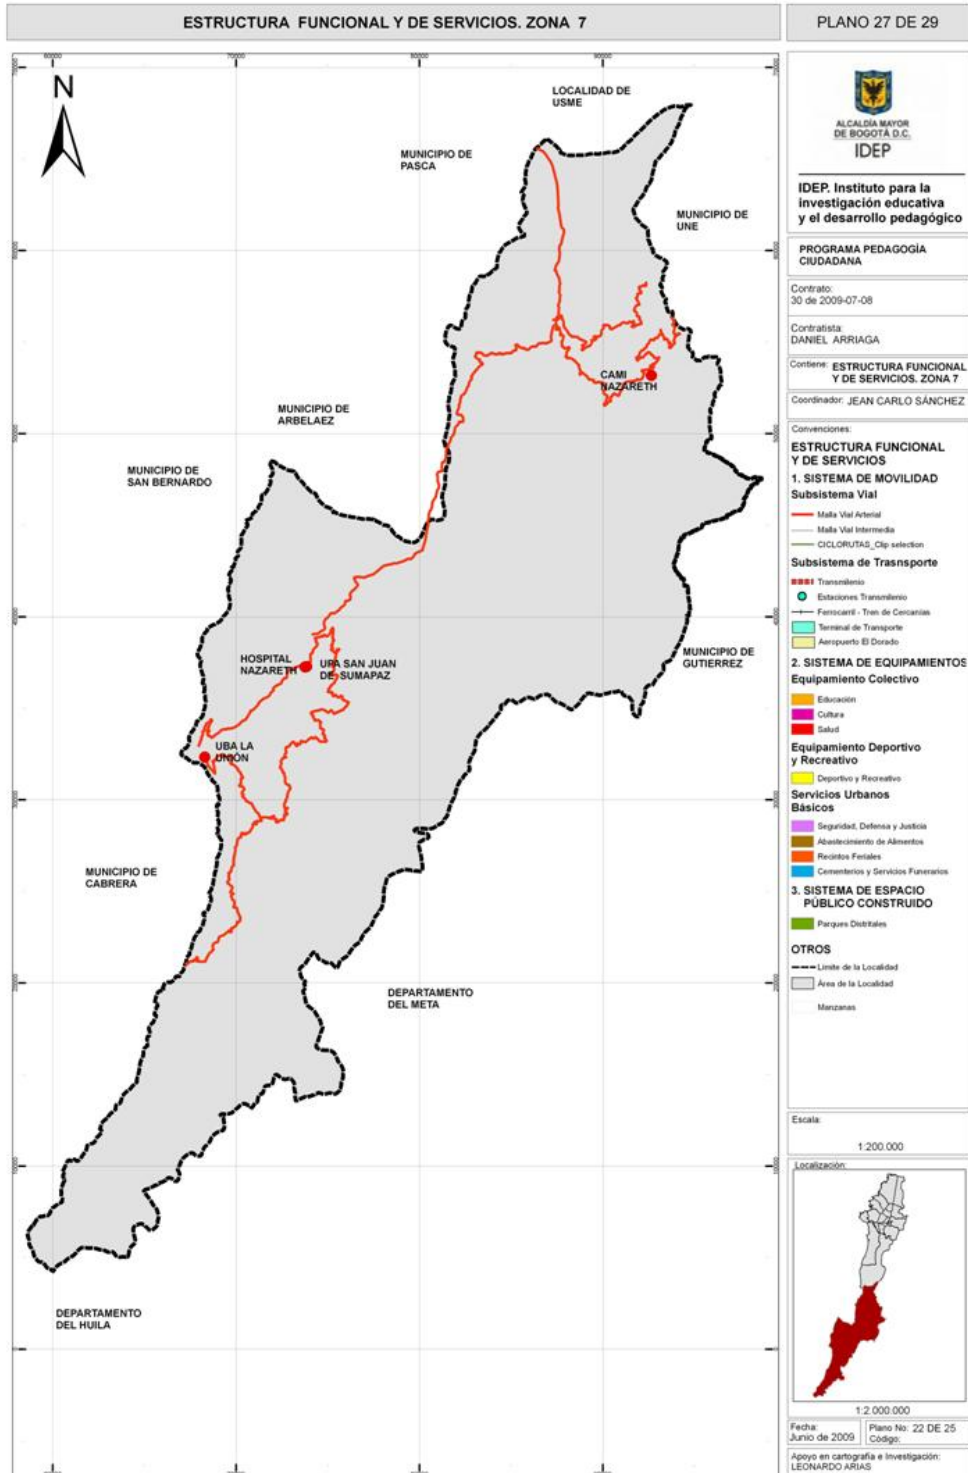 ESTRUCTURA FUNCIONAL Y DE SERVICIOS. ZONA 7
PLANO 27 DE 29
N
LOCALIDAD DE
USME
MUNICIPIO DE
PASCA
MUNICIPIO DE
UNE
CAMI
NAZARETH
MUNICIPIO DE
ARBELAEZ
MUNICIPIO DE
SAN BERNARDO
HOSPITAL
NAZARETH
UPA SAN JUAN
DE SUMAPAZ
MUNICIPIO DE
GUTIERREZ
UBA LA
UNIÓN
MUNICIPIO DE
CABRERA
DEPARTAMENTO
DEL META
DEPARTAMENTO
DEL HUILA
ALCALDÍA MAYOR
DE BOGOTÁ D.C.
IDEP
IDEP. Instituto para la
investigación educativa
y el desarrollo pedagógico
PROGRAMA PEDAGOGÍA
CIUDADANA
Contrato:
30 de 2009-07-08
Contratista:
DANIEL ARRIAGA
Contiene: ESTRUCTURA FUNCIONAL
Y DE SERVICIOS. ZONA 7
Coordinador: JEAN CARLO SÁNCHEZ
Convenciones:
ESTRUCTURA FUNCIONAL
Y DE SERVICIOS
1. SISTEMA DE MOVILIDAD
Subsistema Vial
Malla Vial Arterial
Malla Vial Intermedia
CICLORUTAS_Clip selection
Subsistema de Trasnsporte
Transmilenio
Estaciones Transmilenio
Ferrocarril - Tren de Cercanias
Terminal de Transporte
Aeropuerto El Dorado
2. SISTEMA DE EQUIPAMIENTOS
Equipamiento Colectivo
Educación
Cultura
Salud
Equipamiento Deportivo
y Recreativo
Deportivo y Recreativo
Servicios Urbanos
Básicos
Seguridad, Defensa y Justicia
Abastecimiento de Alimentos
Recintos Feriales
Cementerios y Servicios Funerarios
3. SISTEMA DE ESPACIO
PÚBLICO CONSTRUIDO
Parques Distritales
OTROS
Limite de la Localidad
Área de la Localidad
Manzanas
Escala:
1:200.000
Localización:
1:2.000.000
Fecha:
Junio de 2009
Plano No: 22 DE 25
Código:
Apoyo en cartografía e Investigación:
LEONARDO ARIAS